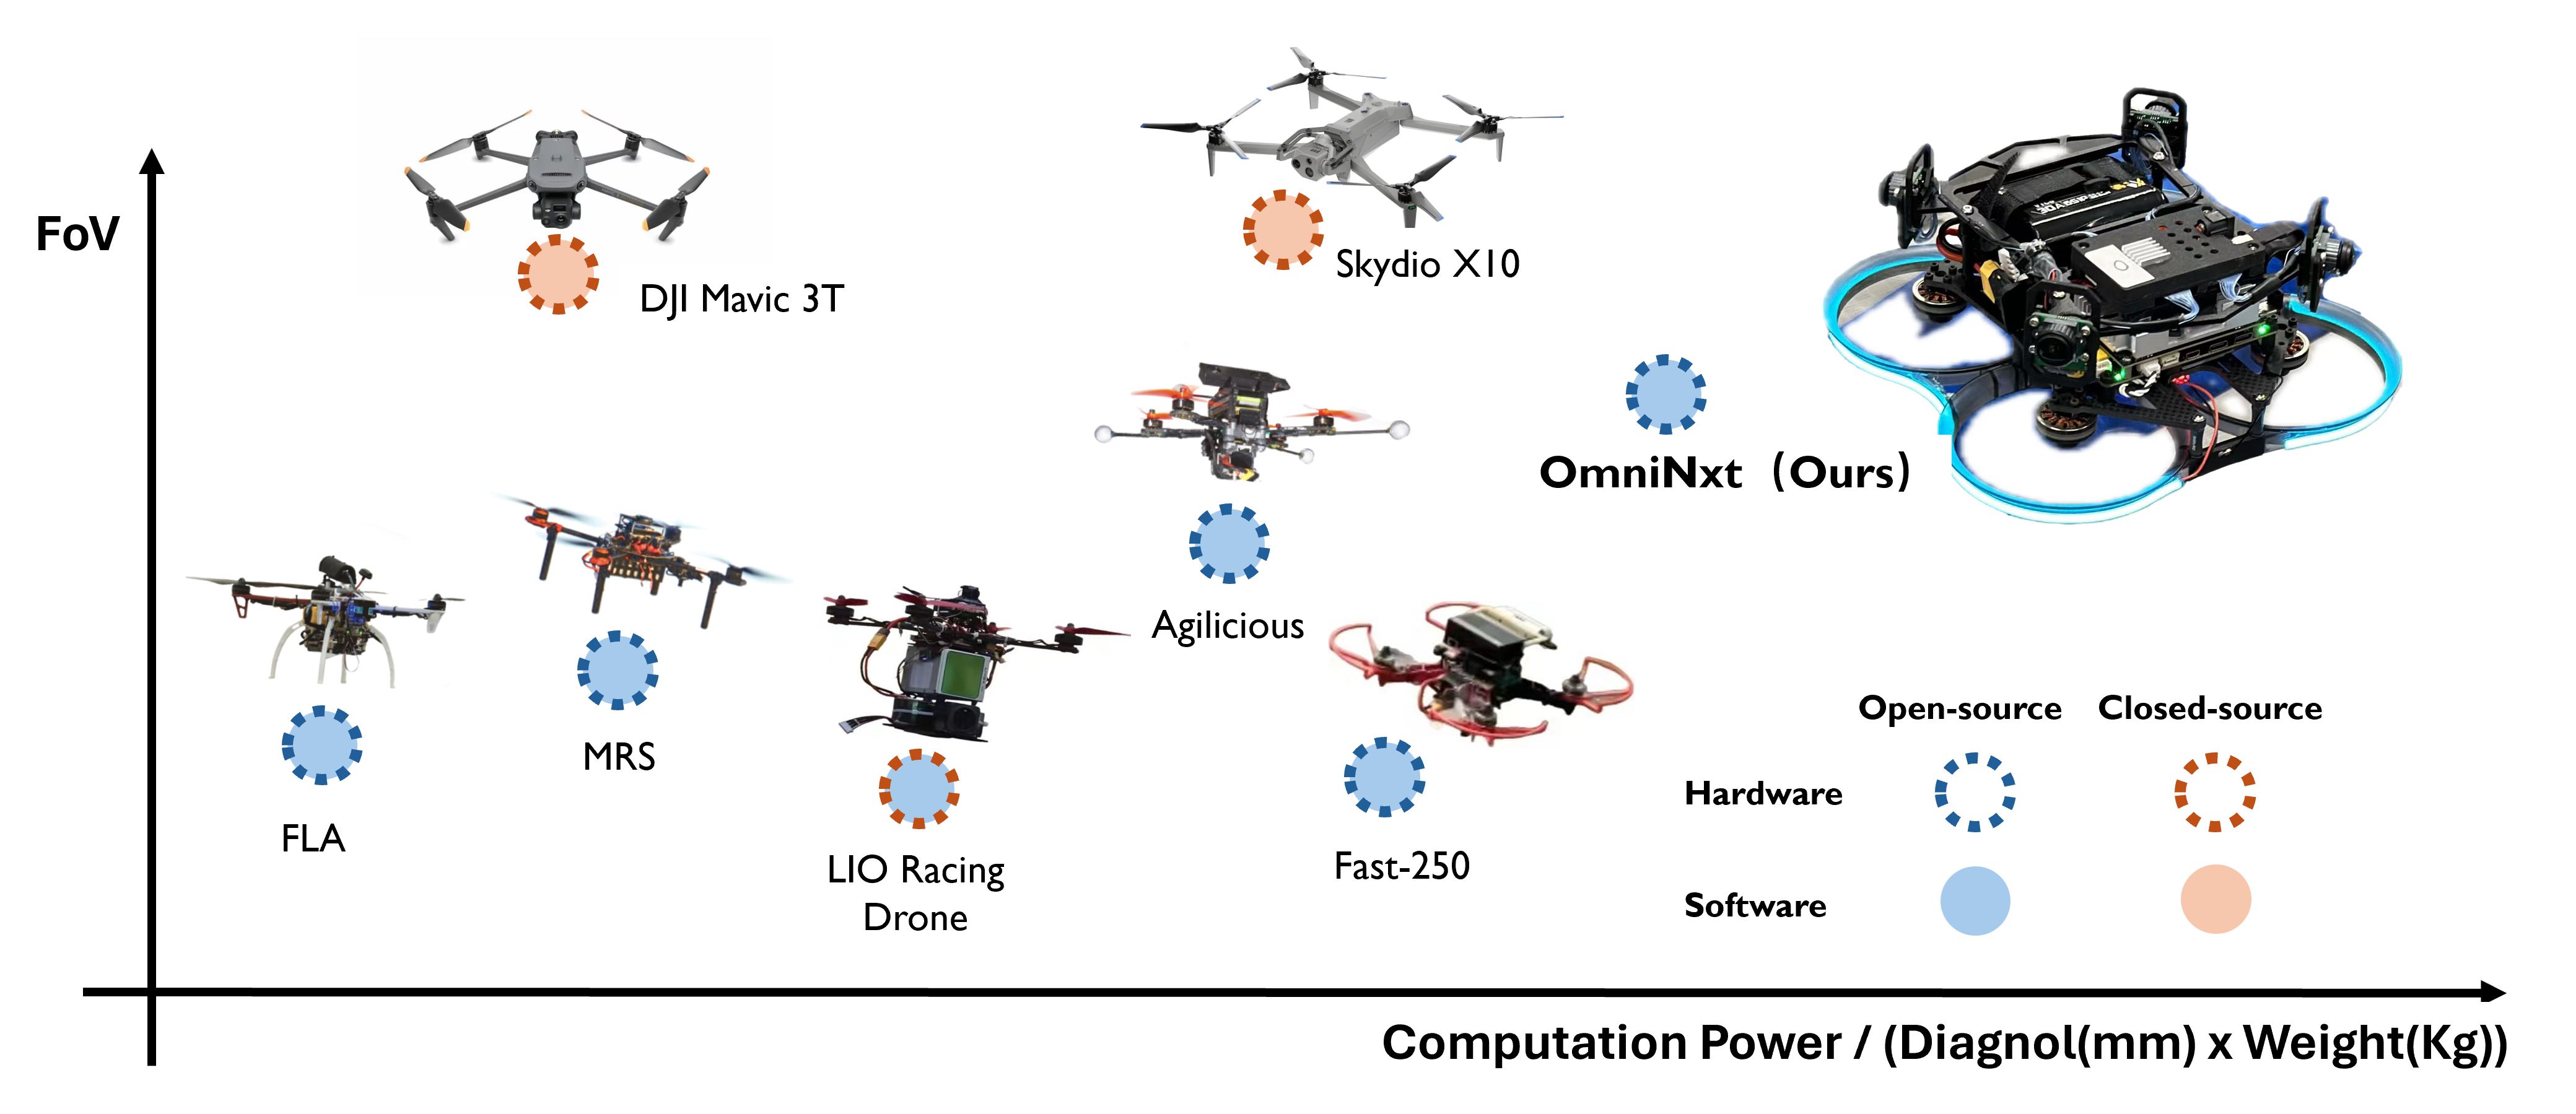 FoV
DJI Mavic 3T
Skydio X10
OmniNxt（Ours）
Agilicious
MRS
FLA
LIO Racing
Drone
Fast-250
Open-source
Closed-source
Hardware
Software
Computation Power / (Diagnol(mm) x Weight(Kg))